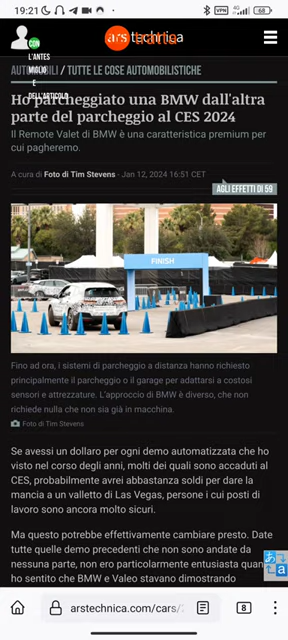 19:21
VPN 4G 68
CON
L'ANTES
MIGLIO
E
DELL'ARTICOLO
ars technica
AUTOMOBILI / TUTTE LE COSE AUTOMOBILISTICHE
Ho parcheggiato una BMW dall'altra
parte del parcheggio al CES 2024
Il Remote Valet di BMW è una caratteristica premium per
cui pagheremo.
A cura di Foto di Tim Stevens - Jan 12, 2024 16:51 CET
AGLI EFFETTI DI 59
FINISH
Fino ad ora, i sistemi di parcheggio a distanza hanno richiesto
principalmente il parcheggio o il garage per adattarsi a costosi
sensori e attrezzature. L'approccio di BMW è diverso, che non
richiede nulla che non sia già in macchina.
Foto di Tim Stevens
Se avessi un dollaro per ogni demo automatizzata che ho
visto nel corso degli anni, molti dei quali sono accaduti al
CES, probabilmente avrei abbastanza soldi per dare la
mancia a un valletto di Las Vegas, persone i cui posti di
lavoro sono ancora molto sicuri.
Ma questo potrebbe effettivamente cambiare presto. Date
tutte quelle demo precedenti che non sono andate da
nessuna parte, non ero particolarmente entusiasta quan
ho sentito che BMW e Valeo stavano dimostrando
arstechnica.com/cars/
8